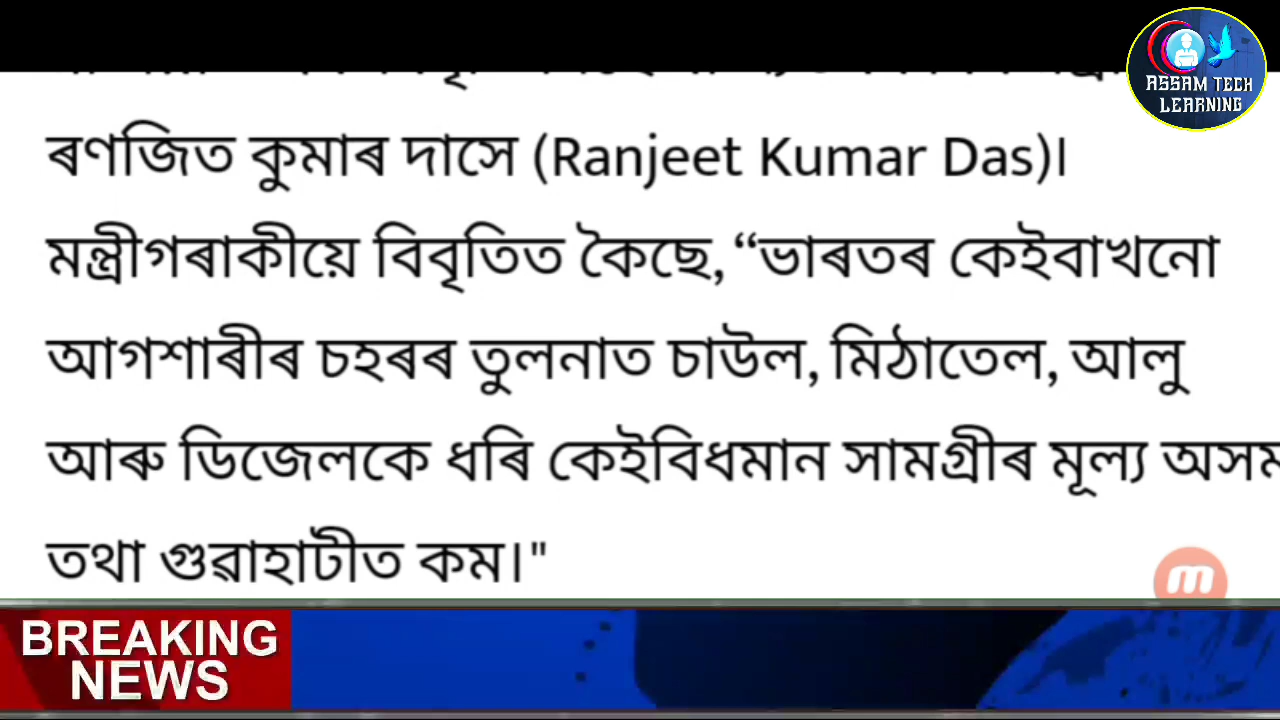 ASSAM TECH
LEARNING
ৰণজিত কুমাৰ দাসে (Ranjeet Kumar Das)।
মন্ত্ৰীগৰাকীয়ে বিবৃতিত কৈছে, “ভাৰতৰ কেইবাখনো
আগশাৰীৰ চহৰৰ তুলনাত চাউল, মিঠাতেল, আলু
আৰু ডিজেলকে ধৰি কেইবিধমান সামগ্ৰীৰ মূল্য অসম
তথা গুৱাহাটীত কম।"
BREAKING
NEWS